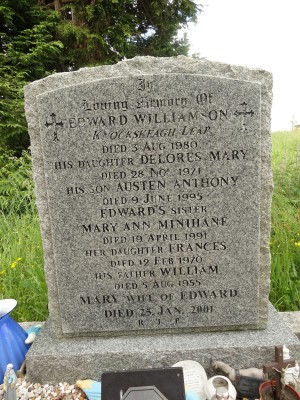 In
Loving Memory Of
EDWARD WILLIAMSON
KNOCKSKEAGH, LEAP
DIED 3 AUG 1980
HIS DAUGHTER DELORES MARY
DIED 28 NOV 1971
HIS SON AUSTEN ANTHONY
DIED 9 JUNE 1995
EDWARD'S SISTER
MARY ANN MINIHANE
DIED 19 APRIL 1991
HER DAUGHTER FRANCES
DIED 12 FEB 1970
HIS FATHER WILLIAM
DIED 5 AUG 1955
MARY WIFE OF EDWARD
DIED 25 JAN 2001
R.I.P.